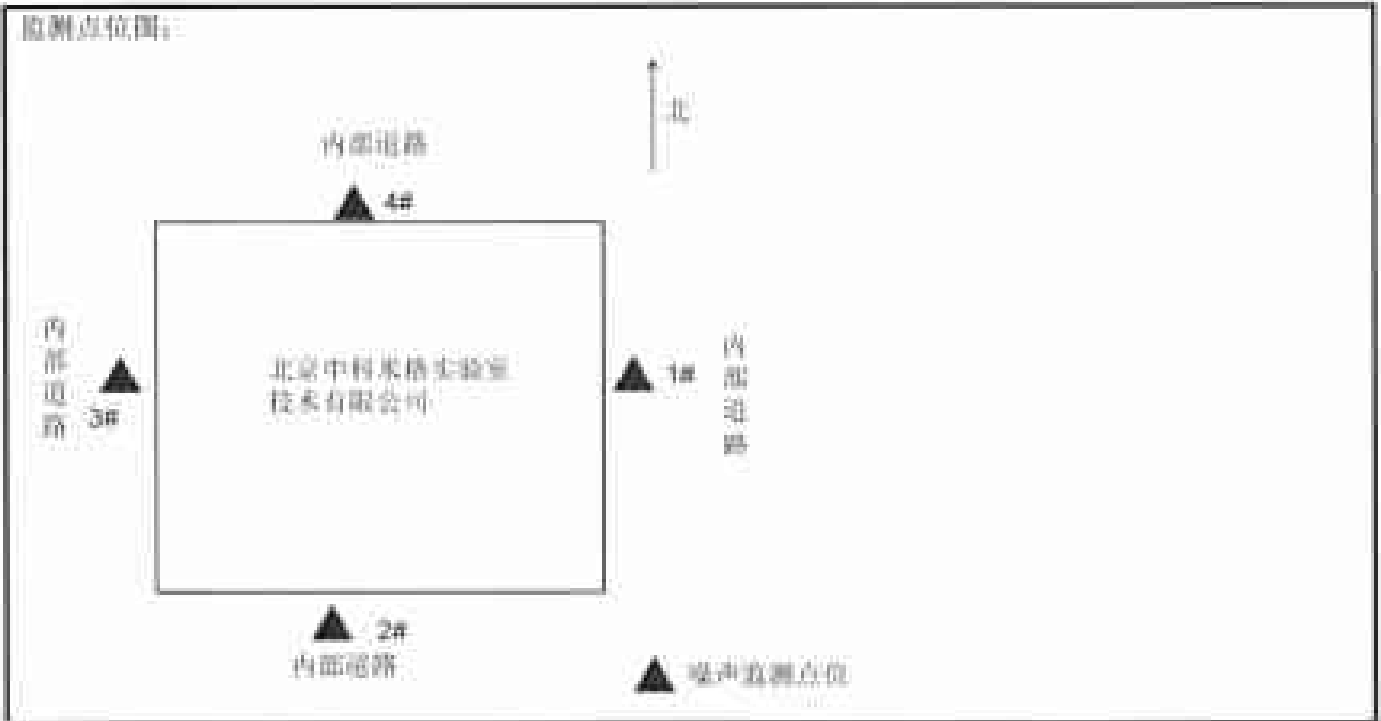 监测点位图:
北
内部道路
4#
内部道路
3#
北京中科米格实验室
技术有限公司
1#
内部道路
2#
内部道路
噪声监测点位